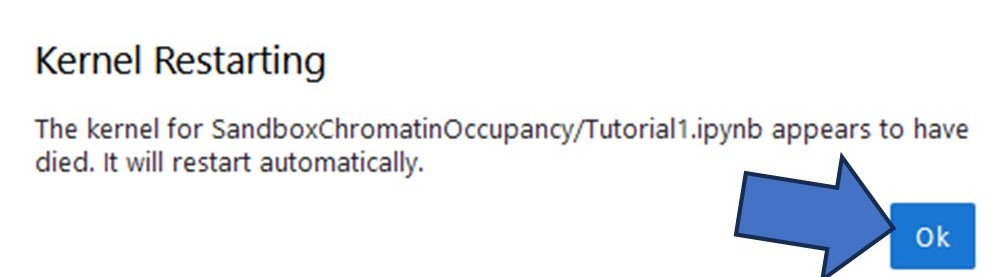 Kernel Restarting
The kernel for SandboxChromatinOccupancy/Tutorial1.ipynb appears to have
died. It will restart automatically.
Ok